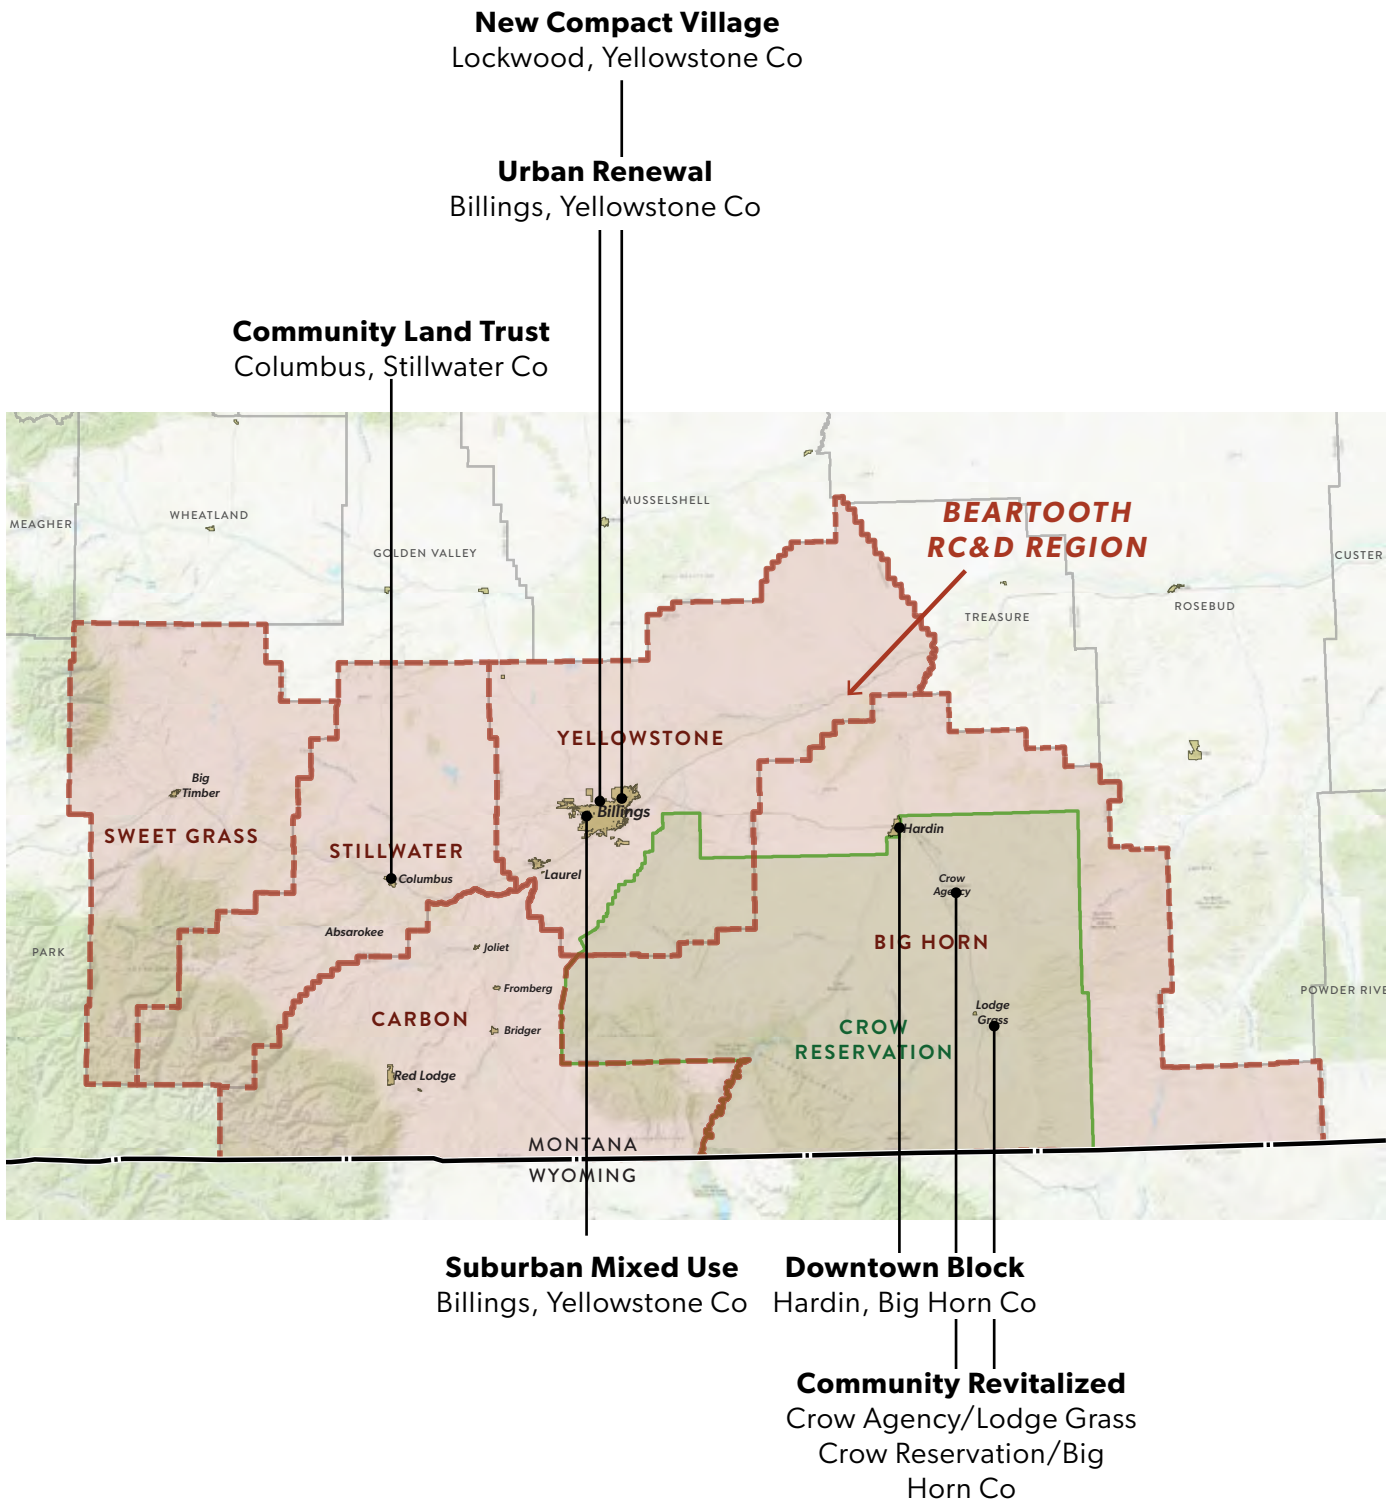 New Compact Village
Lockwood, Yellowstone Co
Urban Renewal
Billings, Yellowstone Co
Community Land Trust
Columbus, Stillwater Co
MEAGHER
WHEATLAND
GOLDEN VALLEY
MUSSELSHELL
BEARTOOTH
RC&D REGION
CUSTER
TREASURE
ROSEBUD
YELLOWSTONE
Big
Timber
SWEET GRASS
STILLWATER
Billings
Hardin
Laurel
Columbus
Crow
Agency
Absarokee
Joliet
BIG HORN
PARK
Fromberg
POWDER RIVE
CARBON
Bridger
Lodge
Grass
CROW
RESERVATION
Red Lodge
MONTANA
WYOMING
Suburban Mixed Use
Billings, Yellowstone Co
Downtown Block
Hardin, Big Horn Co
Community Revitalized
Crow Agency/Lodge Grass
Crow Reservation/Big
Horn Co